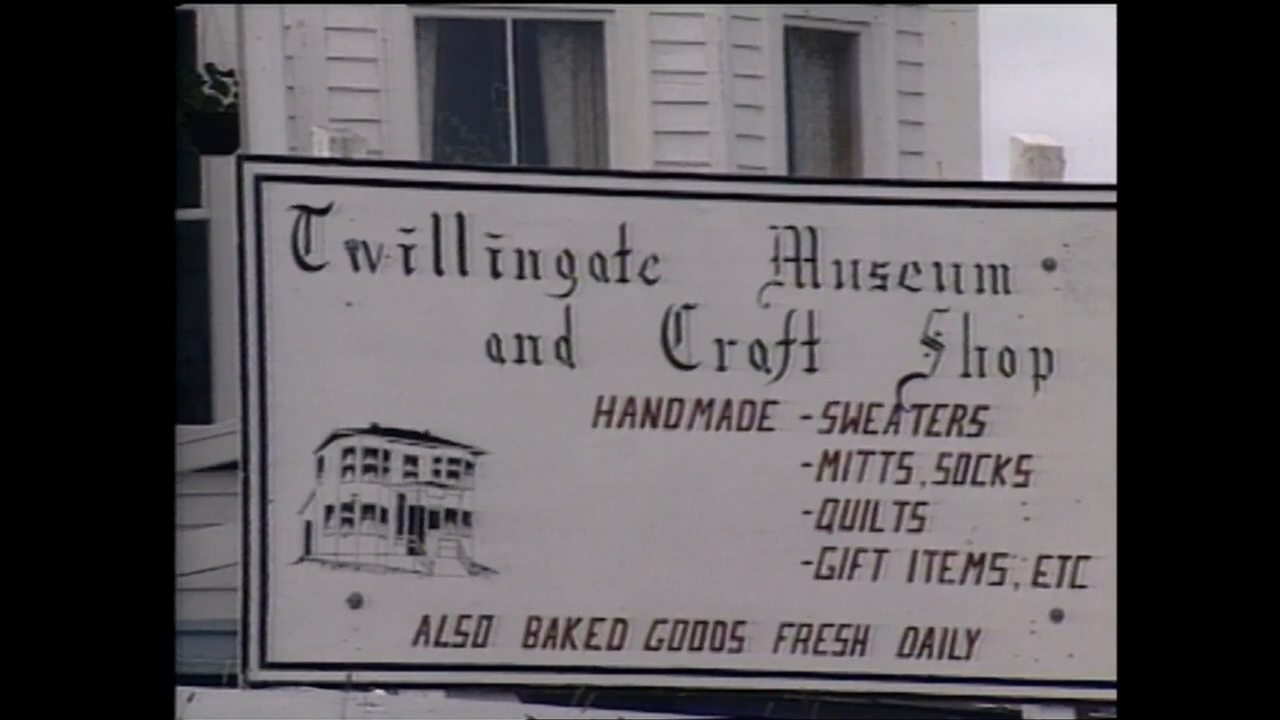 Twillingate Museum
and Craft Shop
HANDMADE -SWEATERS
-MITTS, SOCKS
-QUILTS
-GIFT ITEMS, ETC
ALSO BAKED GOODS FRESH DAILY